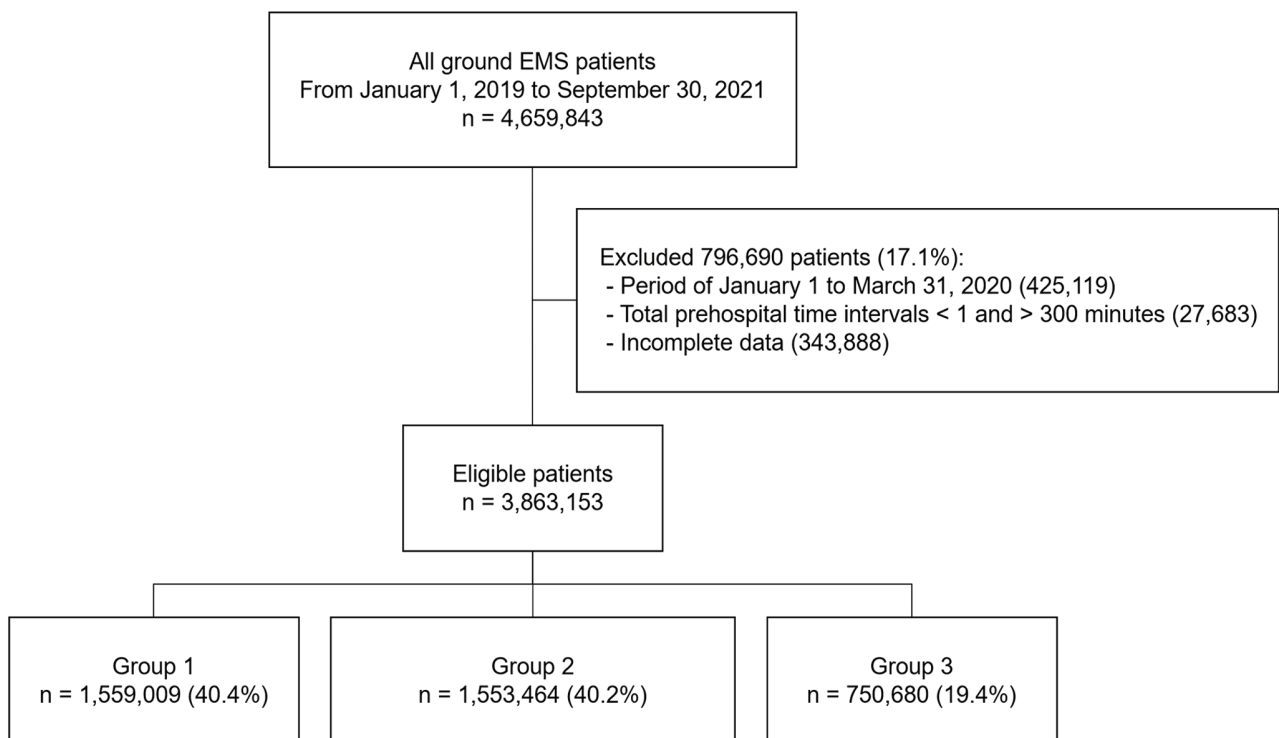 All ground EMS patients
From January 1, 2019 to September 30, 2021
n = 4,659,843
Excluded 796,690 patients (17.1%):
- Period of January 1 to March 31, 2020 (425,119)
- Total prehospital time intervals < 1 and > 300 minutes (27,683)
- Incomplete data (343,888)
Eligible patients
n = 3,863,153
Group 1
n = 1,559,009 (40.4%)
Group 2
n = 1,553,464 (40.2%)
Group 3
n = 750,680 (19.4%)